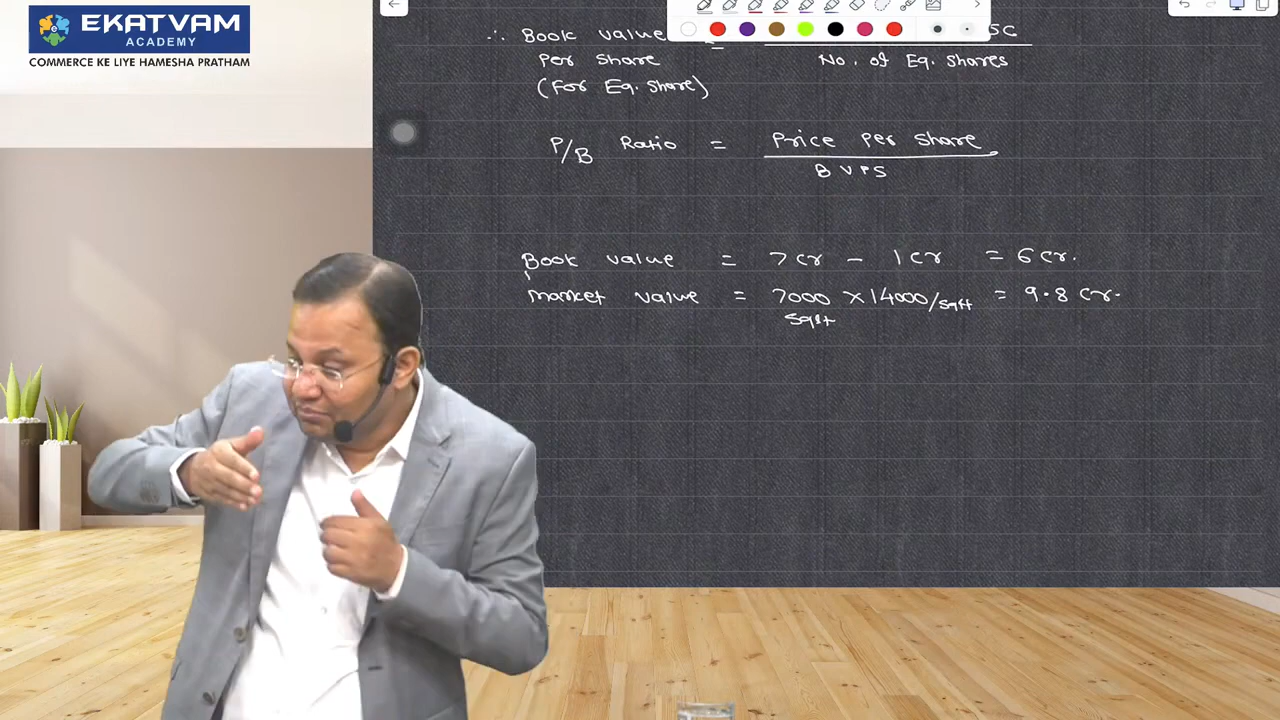 EKATVAM
ACADEMY
COMMERCE KE LIYE HAMESHA PRATHAM
∴ Book value =
Per Share
(For Eq. Share)
No. of Eq. Shares
P/B Ratio = Price Per Share
BVPS
Book value = 7 cr - 1 cr = 6 cr.
market value = 7000 × 14000/sqft = 9.8 cr.
sqft